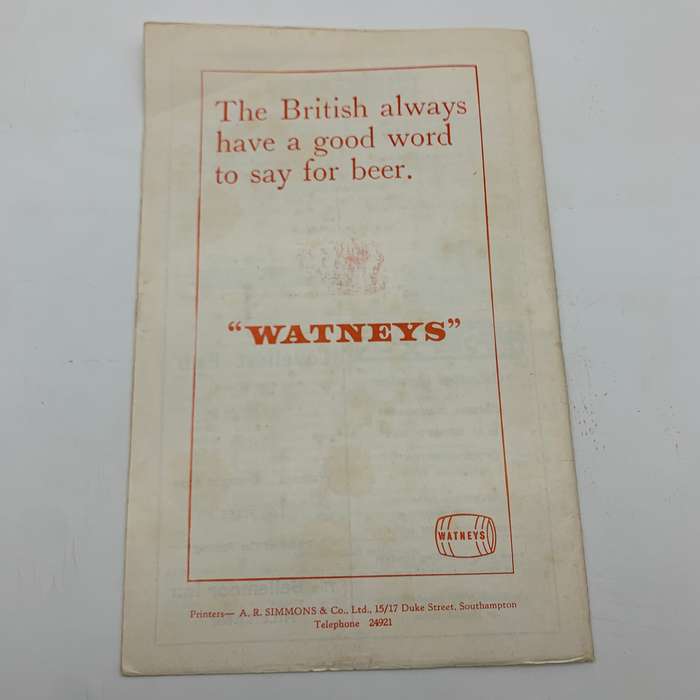 The British always
have a good word
to say for beer.
“WATNEYS”
WATNEYS
Printers— A. R. SIMMONS & Co., Ltd., 15/17 Duke Street, Southampton
Telephone 24921